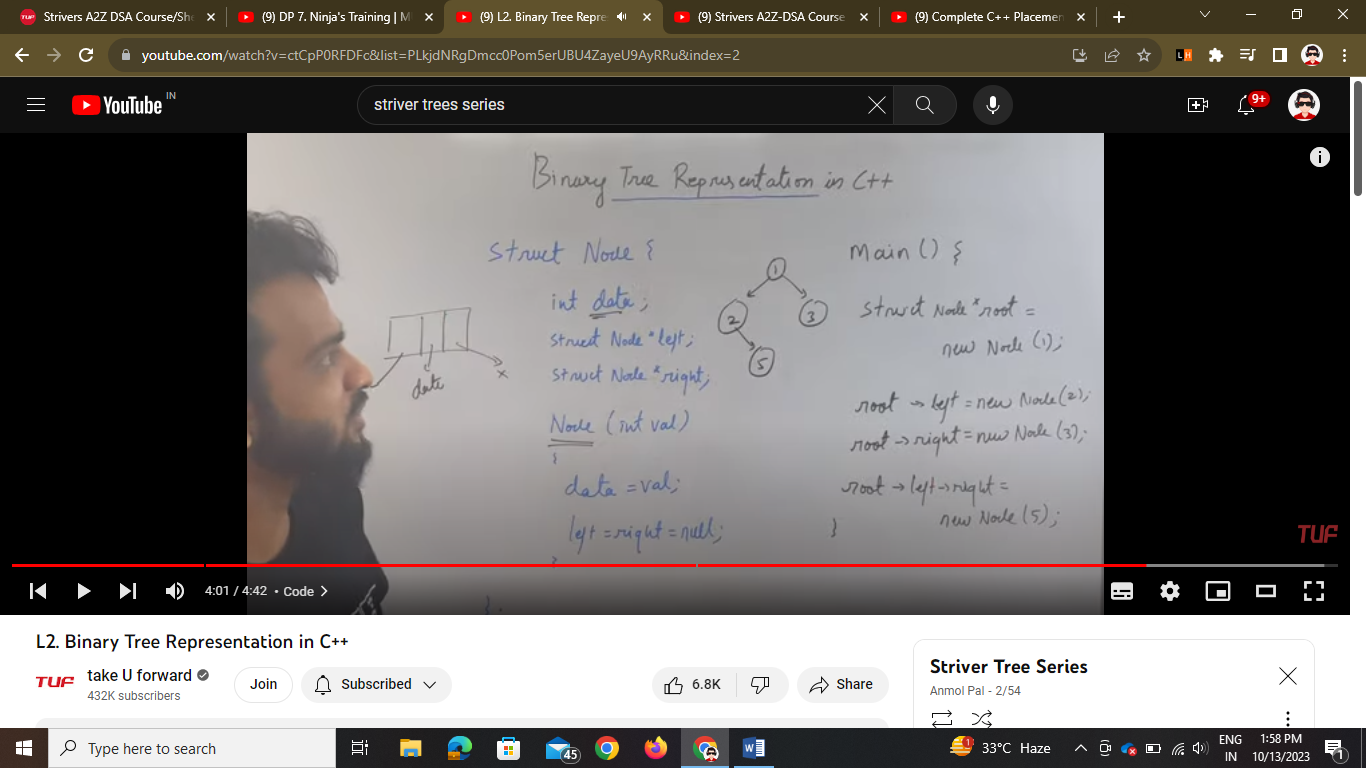 Strivers A2Z DSA Course/She
(9) DP 7. Ninja's Training | M
(9) L2. Binary Tree Repre
(9) Strivers A2Z-DSA Course
(9) Complete C++ Placemen
youtube.com/watch?v=ctCpP0RFDFc&list=PLkjdNRgDmcc0Pom5erUBU4ZayeU9AyRRu&index=2
YouTube IN
striver trees series
9+
Binary Tree Representation in C++
struct Node {
int data;
struct Node *left;
struct Node *right;
Node (int val)
{
data = val;
left = right = null;
}
};
data
x
1
2
3
5
Main () {
struct Node *root =
new Node (1);
root → left = new Node(2);
root → right = new Node (3);
root → left → right =
new Node (5);
}
TUF
4:01 / 4:42 • Code >
L2. Binary Tree Representation in C++
TUF
take U forward
432K subscribers
Join
Subscribed
6.8K
Share
Striver Tree Series
Anmol Pal - 2/54
Type here to search
45
1
33°C Haze
ENG
IN
1:58 PM
10/13/2023
1